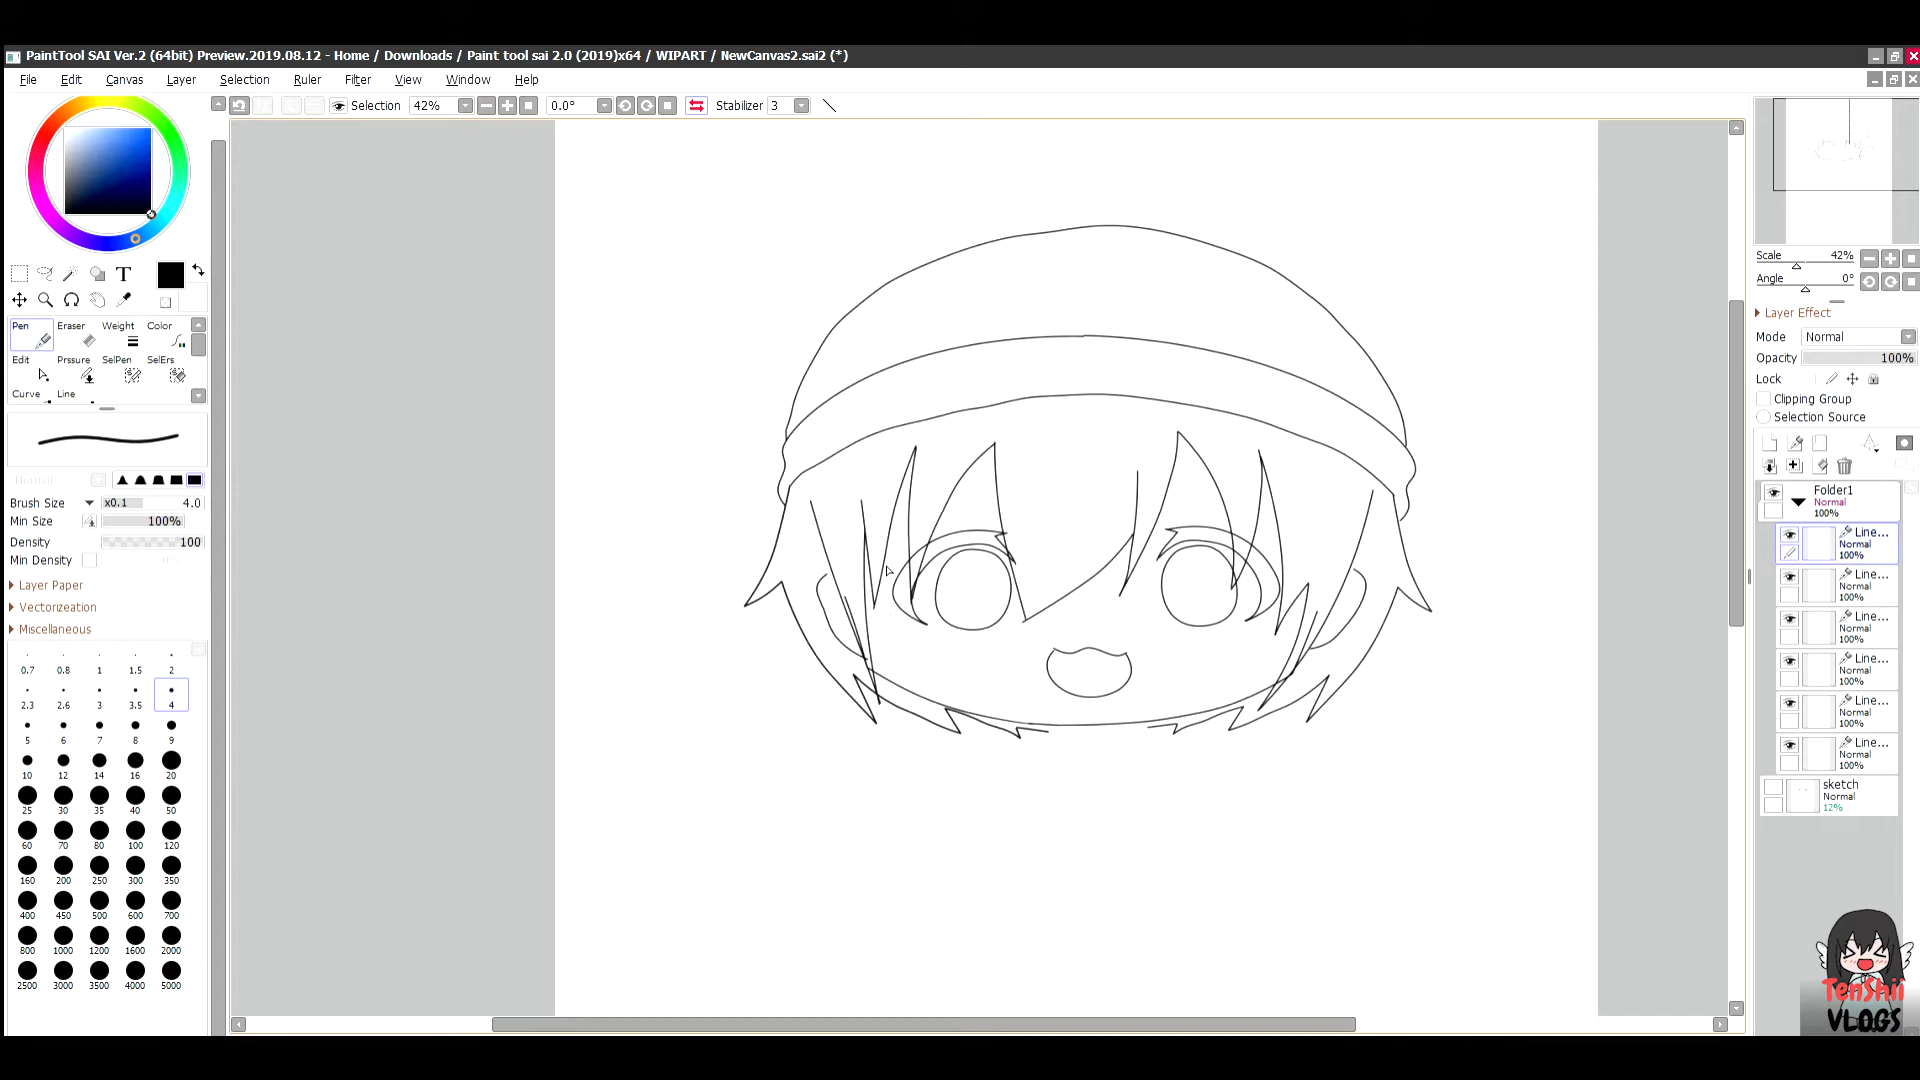 PaintTool SAI Ver.2 (64bit) Preview.2019.08.12 - Home / Downloads / Paint tool sai 2.0 (2019)x64 / WIPART / NewCanvas2.sai2 (*)
File Edit Canvas Layer Selection Ruler Filter View Window Help
Selection 42% 0.0° Stabilizer 3
T
Pen Eraser Weight Color
Edit Prssure SelPen SelErs
Curve Line
Normal
Brush Size x0.1 4.0
Min Size 100%
Density 100
Min Density
Layer Paper
Vectorizeation
Miscellaneous
0.7 0.8 1 1.5 2
2.3 2.6 3 3.5 4
5 6 7 8 9
10 12 14 16 20
25 30 35 40 50
60 70 80 100 120
160 200 250 300 350
400 450 500 600 700
800 1000 1200 1600 2000
2500 3000 3500 4000 5000
Scale 42%
Angle 0°
Layer Effect
Mode Normal
Opacity 100%
Lock
Clipping Group
Selection Source
Folder1
Normal
100%
Line...
Normal
100%
Line...
Normal
100%
Line...
Normal
100%
Line...
Normal
100%
Line...
Normal
100%
Line...
Normal
100%
sketch
Normal
12%
TenShii
VLOGS